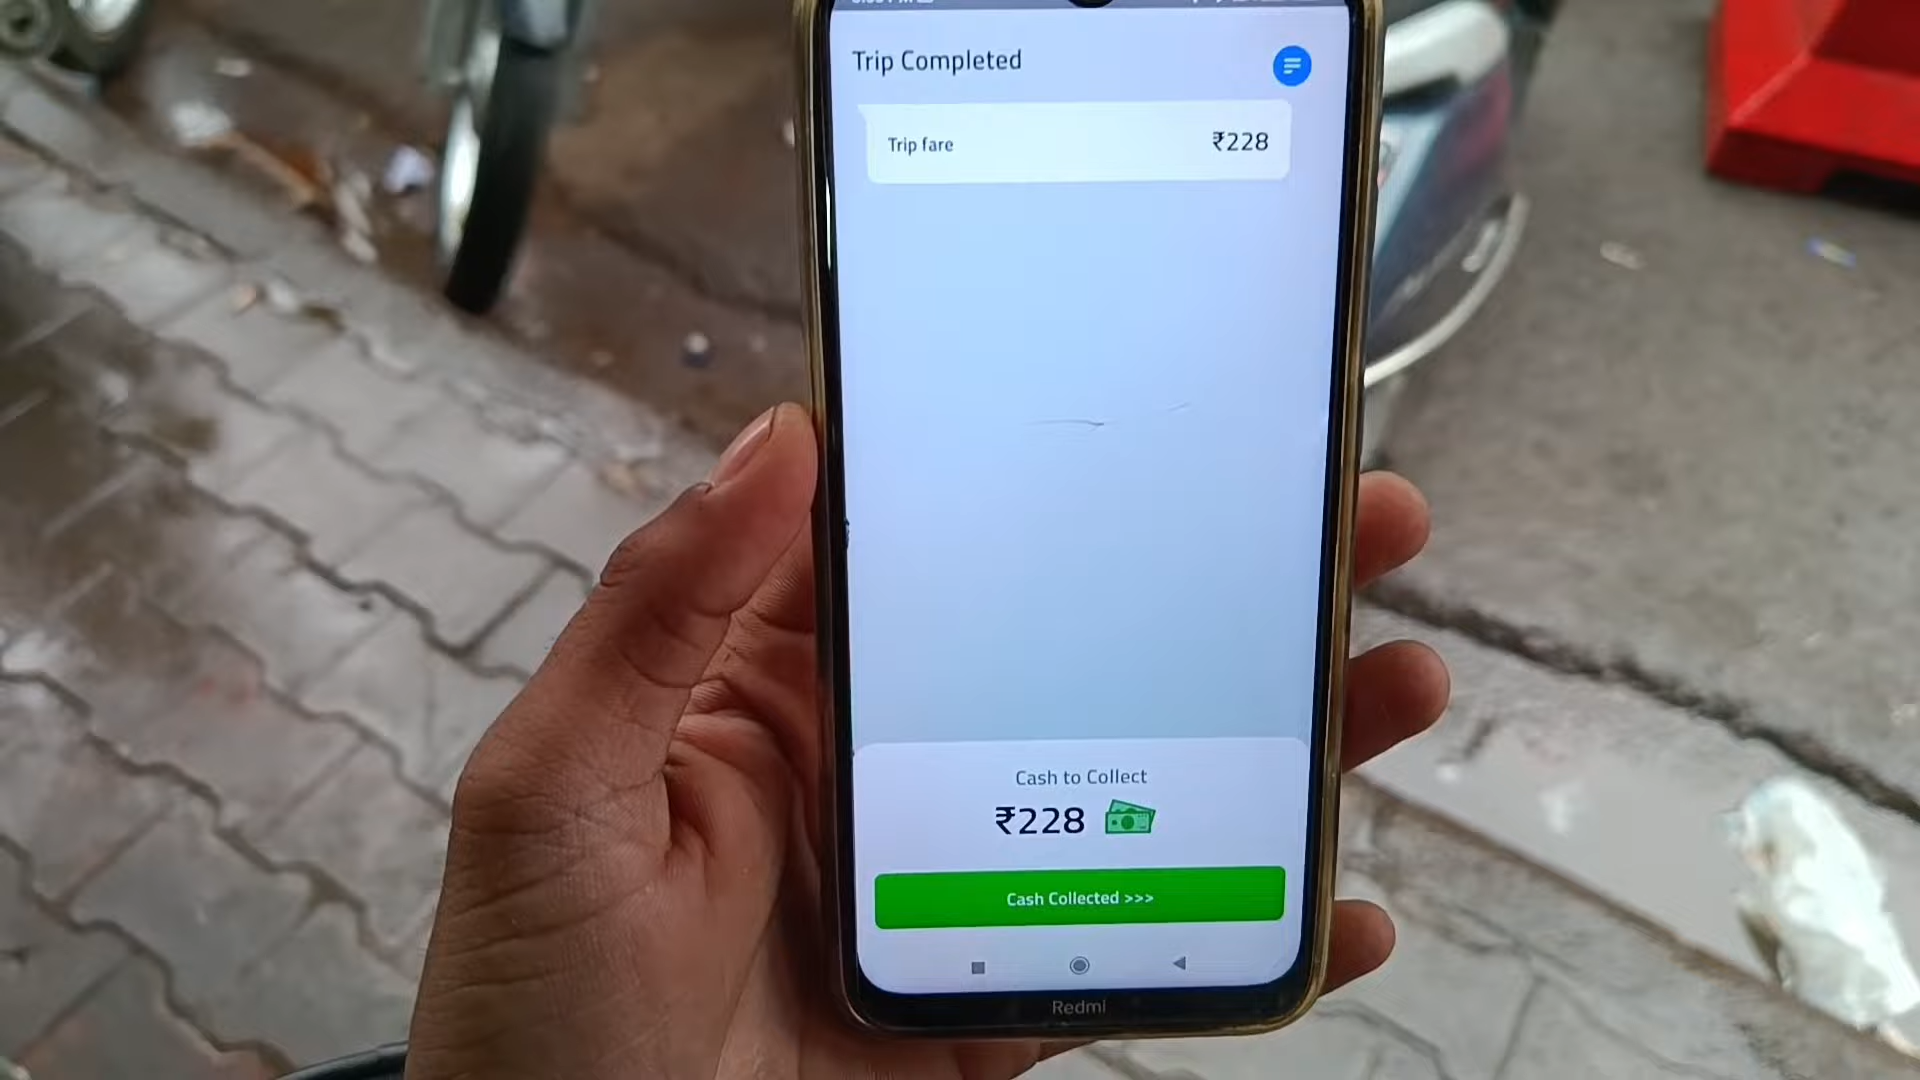 Trip Completed
Trip fare
₹228
Cash to Collect
₹228
Cash Collected >>>
Redmi